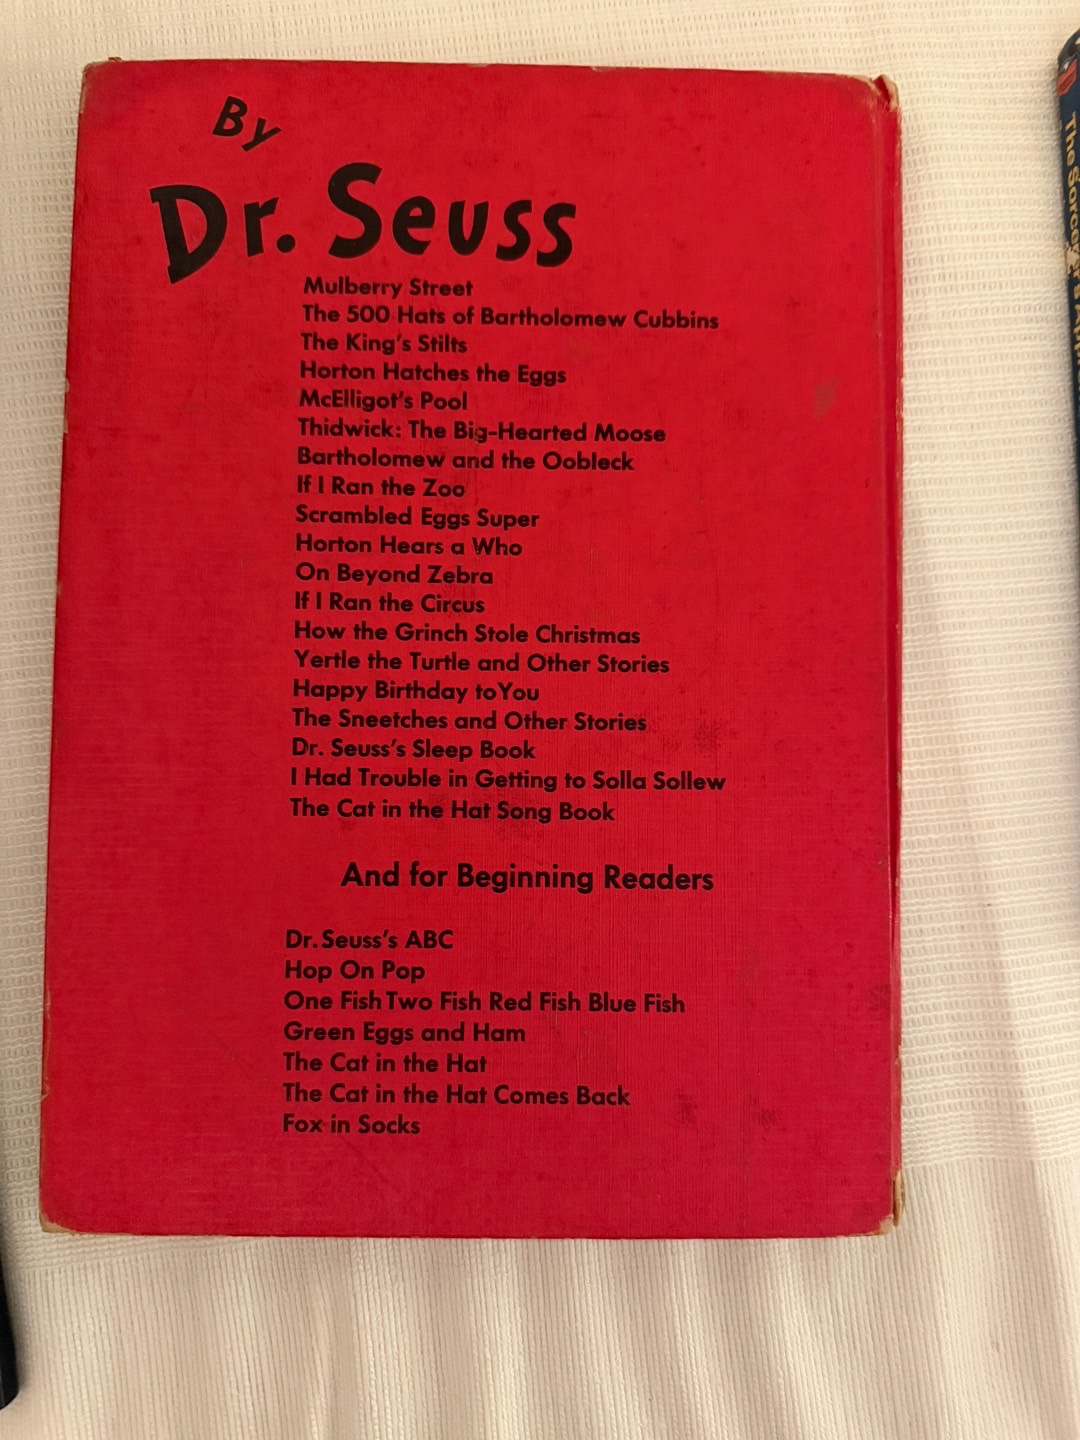 By
Dr. Seuss
Mulberry Street
The 500 Hats of Bartholomew Cubbins
The King's Stilts
Horton Hatches the Eggs
McElligot's Pool
Thidwick: The Big-Hearted Moose
Bartholomew and the Oobleck
If I Ran the Zoo
Scrambled Eggs Super
Horton Hears a Who
On Beyond Zebra
If I Ran the Circus
How the Grinch Stole Christmas
Yertle the Turtle and Other Stories
Happy Birthday to You
The Sneetches and Other Stories
Dr. Seuss's Sleep Book
I Had Trouble in Getting to Solla Sollew
The Cat in the Hat Song Book
And for Beginning Readers
Dr. Seuss's ABC
Hop On Pop
One Fish Two Fish Red Fish Blue Fish
Green Eggs and Ham
The Cat in the Hat
The Cat in the Hat Comes Back
Fox in Socks
The